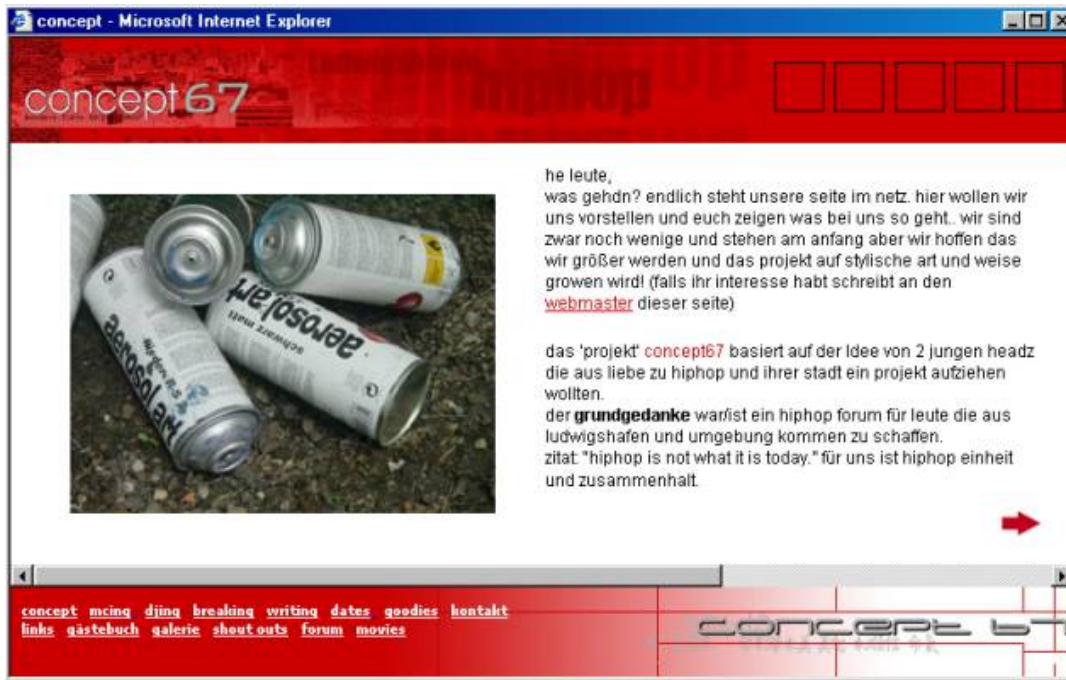 concept - Microsoft Internet Explorer
hiphop
concept 67
he leute,
was gehdn? endlich steht unsere seite im netz. hier wollen wir
uns vorstellen und euch zeigen was bei uns so geht.. wir sind
zwar noch wenige und stehen am anfang aber wir hoffen das
wir größer werden und das projekt auf stylische art und weise
growen wird! (falls ihr interesse habt schreibt an den
webmaster dieser seite)
aerosol art
schwarz matt
aerosol art
das 'projekt' concept67 basiert auf der Idee von 2 jungen headz
die aus liebe zu hiphop und ihrer stadt ein projekt aufziehen
wollten.
der grundgedanke war/ist ein hiphop forum für leute die aus
ludwigshafen und umgebung kommen zu schaffen.
zitat: "hiphop is not what it is today." für uns ist hiphop einheit
und zusammenhalt.
concept mcing djing breaking writing dates goodies kontakt
links gästebuch galerie shout outs forum movies
concept 67